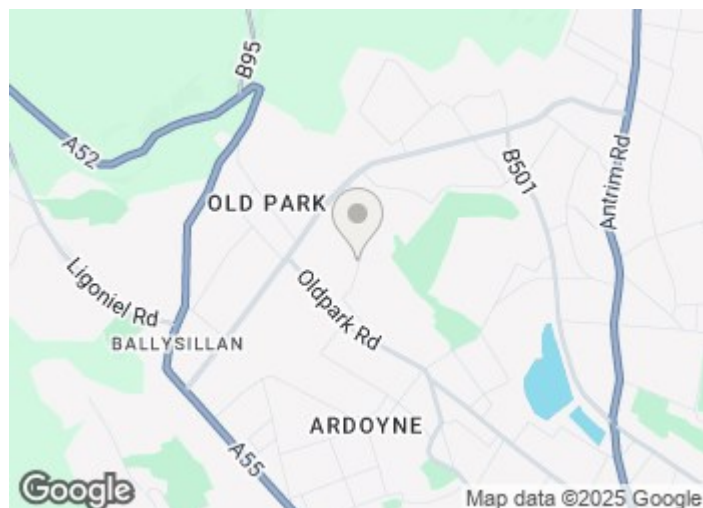 B95
A52
B501
Antrim Rd
OLD PARK
Ligoniel Rd
Oldpark Rd
BALLYSILLAN
ARDOYNE
A55
Google
Map data ©2025 Google